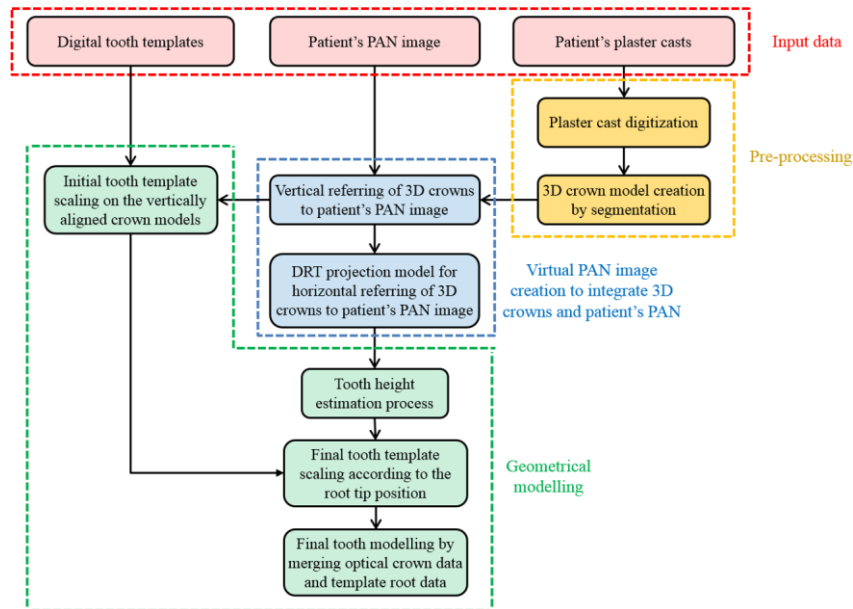 Digital tooth templates
Patient's PAN image
Patient's plaster casts
Input data
Plaster cast digitization
Pre-processing
3D crown model creation
by segmentation
Vertical referring of 3D crowns
to patient's PAN image
Initial tooth template
scaling on the vertically
aligned crown models
DRT projection model for
horizontal referring of 3D
crowns to patient's PAN image
Virtual PAN image
creation to integrate 3D
crowns and patient's PAN
Tooth height
estimation process
Final tooth template
scaling according to the
root tip position
Geometrical
modelling
Final tooth modelling by
merging optical crown data
and template root data